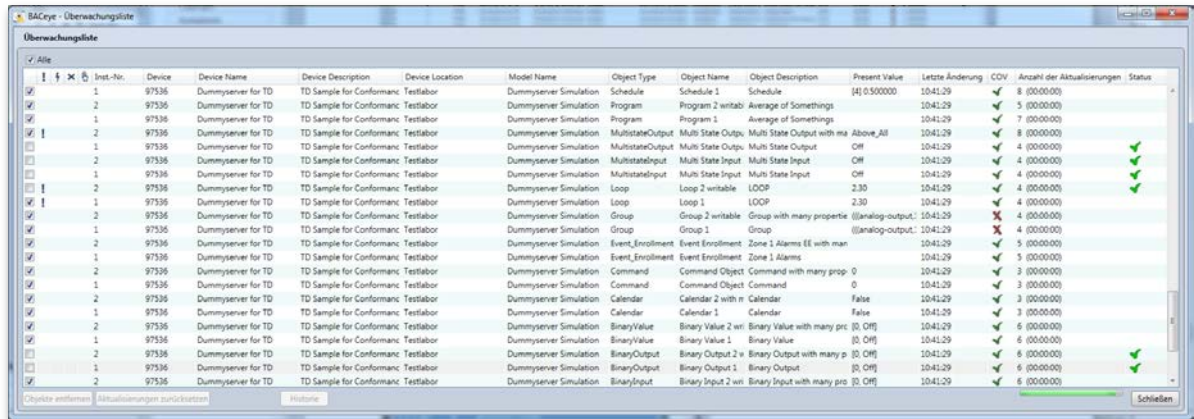 BACeye - Überwachungsliste
Überwachungsliste
Alle
! Inst.-Nr. Device Device Name Device Description Device Location Model Name Object Type Object Name Object Description Present Value Letzte Änderung COV Anzahl der Aktualisierungen Status
1 97536 Dummyserver for TD TD Sample for Conformanc Testlabor Dummyserver Simulation Schedule Schedule 1 Schedule [4] 0.500000 10:41:29 8 (00:00:00)
2 97536 Dummyserver for TD TD Sample for Conformanc Testlabor Dummyserver Simulation Program Program 2 writabl Average of Somethings 10:41:29 5 (00:00:00)
1 97536 Dummyserver for TD TD Sample for Conformanc Testlabor Dummyserver Simulation Program Program 1 Average of Somethings 10:41:29 7 (00:00:00)
! 2 97536 Dummyserver for TD TD Sample for Conformanc Testlabor Dummyserver Simulation MultistateOutput Multi State Outpu Multi State Output with ma Above_All 10:41:29 8 (00:00:00)
1 97536 Dummyserver for TD TD Sample for Conformanc Testlabor Dummyserver Simulation MultistateOutput Multi State Outpu Multi State Output Off 10:41:29 4 (00:00:00)
2 97536 Dummyserver for TD TD Sample for Conformanc Testlabor Dummyserver Simulation MultistateInput Multi State Input Multi State Input Off 10:41:29 4 (00:00:00)
1 97536 Dummyserver for TD TD Sample for Conformanc Testlabor Dummyserver Simulation MultistateInput Multi State Input Multi State Input Off 10:41:29 4 (00:00:00)
! 2 97536 Dummyserver for TD TD Sample for Conformanc Testlabor Dummyserver Simulation Loop Loop 2 writable LOOP 2.30 10:41:29 4 (00:00:00)
! 1 97536 Dummyserver for TD TD Sample for Conformanc Testlabor Dummyserver Simulation Loop Loop 1 LOOP 2.30 10:41:29 4 (00:00:00)
2 97536 Dummyserver for TD TD Sample for Conformanc Testlabor Dummyserver Simulation Group Group 2 writable Group with many propertie (((analog-output, 10:41:29 4 (00:00:00)
1 97536 Dummyserver for TD TD Sample for Conformanc Testlabor Dummyserver Simulation Group Group 1 Group (((analog-output, 10:41:29 4 (00:00:00)
2 97536 Dummyserver for TD TD Sample for Conformanc Testlabor Dummyserver Simulation Event_Enrollment Event Enrollment Zone 1 Alarms EE with man 10:41:29 5 (00:00:00)
1 97536 Dummyserver for TD TD Sample for Conformanc Testlabor Dummyserver Simulation Event_Enrollment Event Enrollment Zone 1 Alarms 10:41:29 5 (00:00:00)
2 97536 Dummyserver for TD TD Sample for Conformanc Testlabor Dummyserver Simulation Command Command Object Command with many prop 0 10:41:29 3 (00:00:00)
1 97536 Dummyserver for TD TD Sample for Conformanc Testlabor Dummyserver Simulation Command Command Object Command 0 10:41:29 3 (00:00:00)
2 97536 Dummyserver for TD TD Sample for Conformanc Testlabor Dummyserver Simulation Calendar Calendar 2 with m Calendar False 10:41:29 3 (00:00:00)
1 97536 Dummyserver for TD TD Sample for Conformanc Testlabor Dummyserver Simulation Calendar Calendar 1 Calendar False 10:41:29 3 (00:00:00)
2 97536 Dummyserver for TD TD Sample for Conformanc Testlabor Dummyserver Simulation BinaryValue Binary Value 2 wri Binary Value with many prc [0, Off] 10:41:29 6 (00:00:00)
1 97536 Dummyserver for TD TD Sample for Conformanc Testlabor Dummyserver Simulation BinaryValue Binary Value 1 Binary Value [0, Off] 10:41:29 6 (00:00:00)
2 97536 Dummyserver for TD TD Sample for Conformanc Testlabor Dummyserver Simulation BinaryOutput Binary Output 2 w Binary Output with many p [0, Off] 10:41:29 6 (00:00:00)
1 97536 Dummyserver for TD TD Sample for Conformanc Testlabor Dummyserver Simulation BinaryOutput Binary Output 1 Binary Output [0, Off] 10:41:29 6 (00:00:00)
2 97536 Dummyserver for TD TD Sample for Conformanc Testlabor Dummyserver Simulation BinaryInput Binary Input 2 wri Binary Input with many pro [0, Off] 10:41:29 6 (00:00:00)
Objekte entfernen Aktualisierungen zurücksetzen Historie Schließen